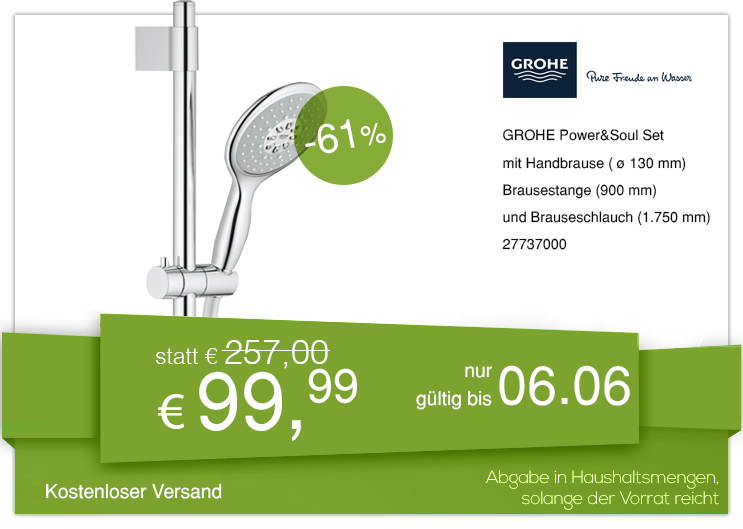 GROHE
Pure Freude an Wasser
-61%
GROHE Power&Soul Set
mit Handbrause ( ø 130 mm)
Brausestange (900 mm)
und Brauseschlauch (1.750 mm)
27737000
statt € 257,00
€ 99,99
nur
gültig bis 06.06
Kostenloser Versand
Abgabe in Haushaltsmengen,
solange der Vorrat reicht